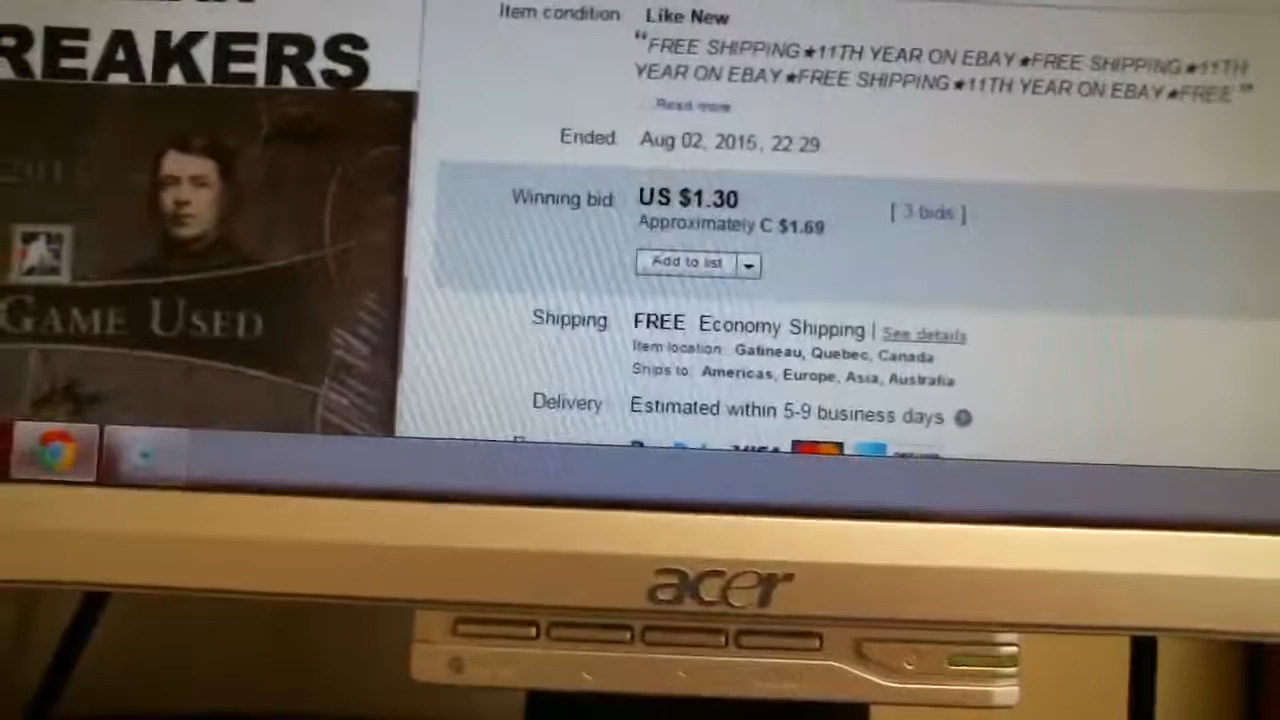 REAKERS
GAME USED
Item condition Like New
"FREE SHIPPING★11TH YEAR ON EBAY★FREE SHIPPING★11TH
YEAR ON EBAY★FREE SHIPPING★11TH YEAR ON EBAY★FREE"
Read more
Ended: Aug 02, 2015, 22:29
Winning bid: US $1.30 [ 3 bids ]
Approximately C $1.69
Add to list
Shipping: FREE Economy Shipping | See details
Item location: Gatineau, Quebec, Canada
Ships to: Americas, Europe, Asia, Australia
Delivery: Estimated within 5-9 business days
VISA
acer